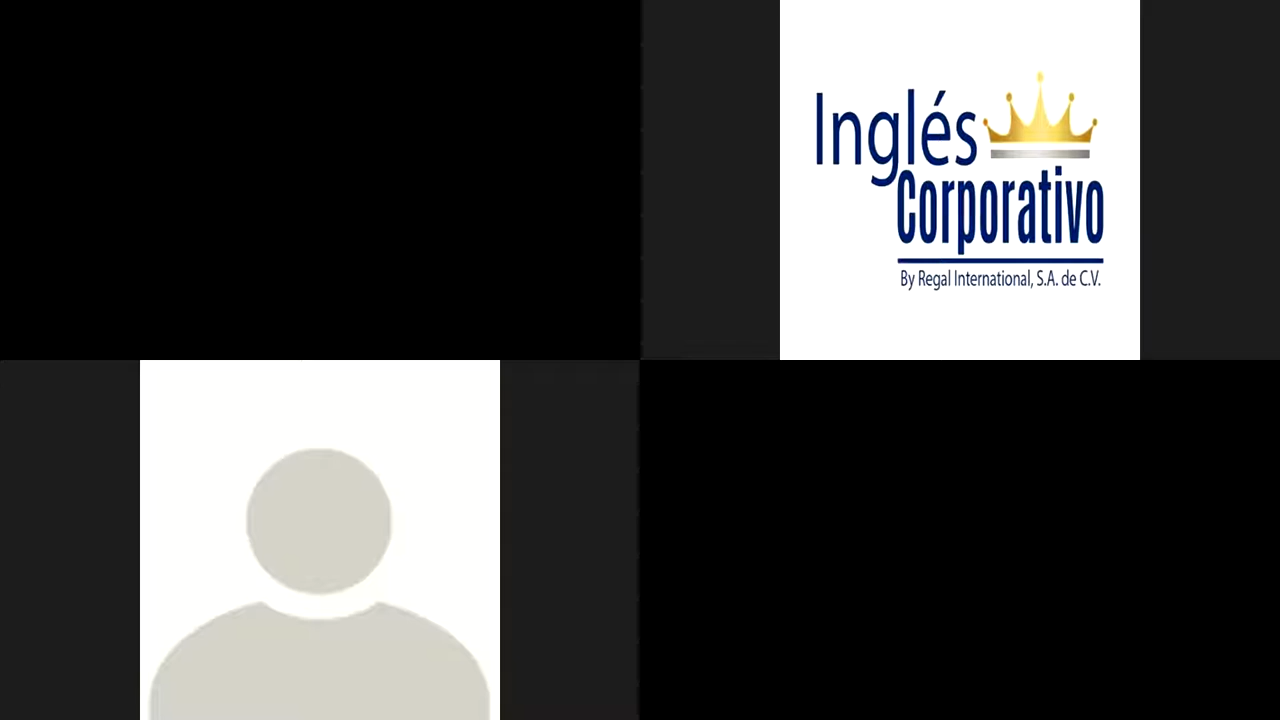 Inglés
Corporativo
By Regal International, S.A. de C.V.